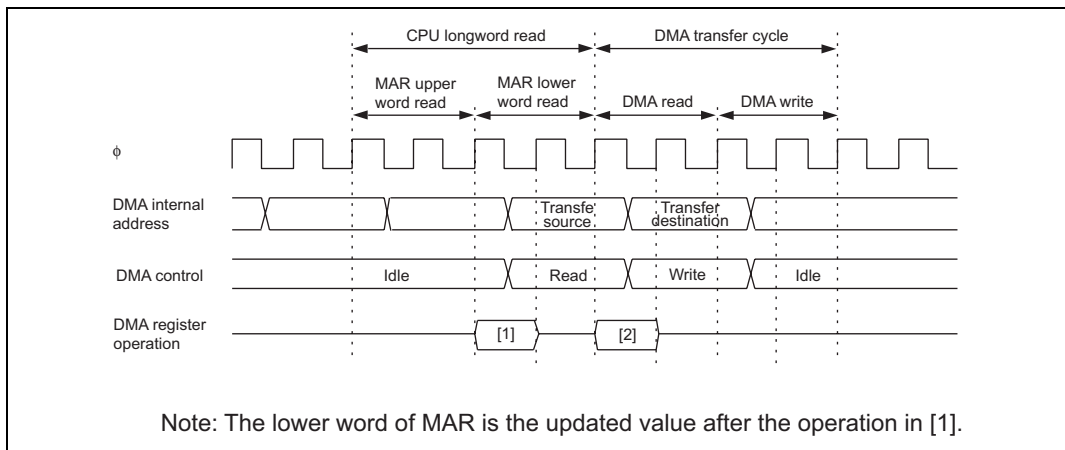 CPU longword read DMA transfer cycle
MAR upper MAR lower
word read word read DMA read DMA write
ϕ
DMA internal Transfe Transfer
address source destination
DMA control Idle Read Write Idle
DMA register
operation [1] [2]
Note: The lower word of MAR is the updated value after the operation in [1].